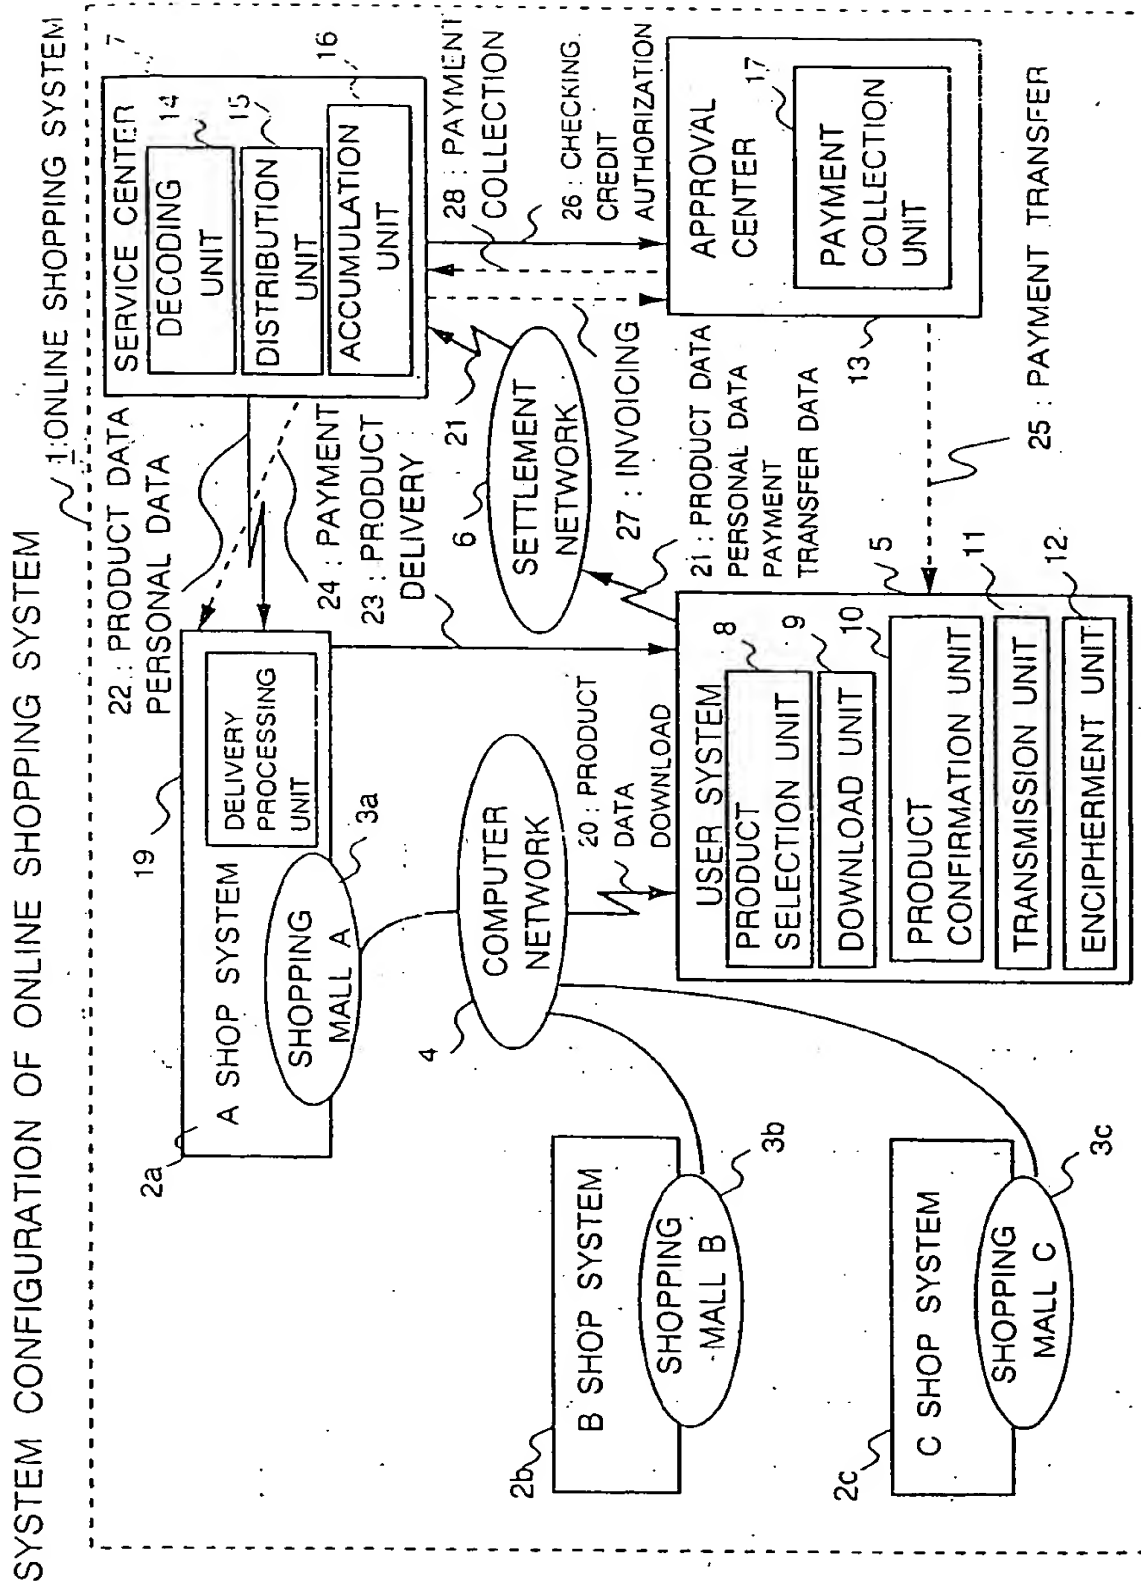 SYSTEM CONFIGURATION OF ONLINE SHOPPING SYSTEM
1:ONLINE SHOPPING SYSTEM
2a
A SHOP SYSTEM
19
DELIVERY
PROCESSING
UNIT
SHOPPING
MALL A
3a
22: PRODUCT DATA
PERSONAL DATA
7
SERVICE CENTER
14
DECODING
UNIT
15
DISTRIBUTION
UNIT
16
ACCUMULATION
UNIT
24: PAYMENT
23: PRODUCT
DELIVERY
4
COMPUTER
NETWORK
6
SETTLEMENT
NETWORK
21
28: PAYMENT
COLLECTION
26: CHECKING
CREDIT
AUTHORIZATION
27: INVOICING
20: PRODUCT
DATA
DOWNLOAD
21: PRODUCT DATA
PERSONAL DATA
PAYMENT
TRANSFER DATA
2b
B SHOP SYSTEM
SHOPPING
MALL B
3b
USER SYSTEM
5
8
PRODUCT
SELECTION UNIT
9
DOWNLOAD UNIT
10
PRODUCT
CONFIRMATION UNIT
11
TRANSMISSION UNIT
12
ENCIPHERMENT UNIT
APPROVAL
CENTER
17
PAYMENT
COLLECTION
UNIT
13
25: PAYMENT TRANSFER
2c
C SHOP SYSTEM
SHOPPING
MALL C
3c